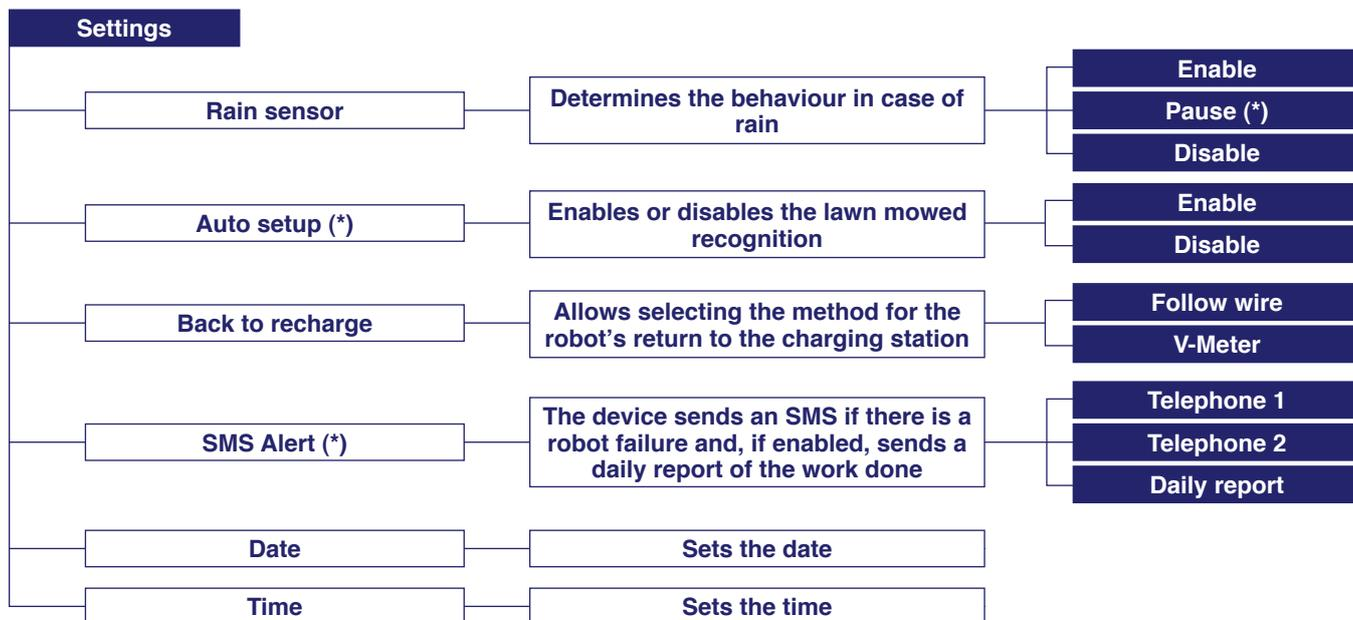 Settings
Rain sensor
Determines the behaviour in case of
rain
Enable
Pause (*)
Disable
Auto setup (*)
Enables or disables the lawn mowed
recognition
Enable
Disable
Back to recharge
Allows selecting the method for the
robot's return to the charging station
Follow wire
V-Meter
SMS Alert (*)
The device sends an SMS if there is a
robot failure and, if enabled, sends a
daily report of the work done
Telephone 1
Telephone 2
Daily report
Date
Sets the date
Time
Sets the time